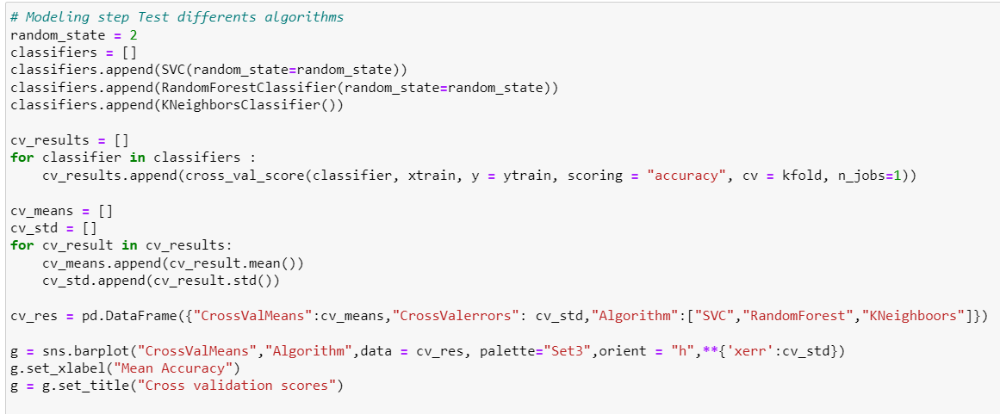 # Modeling step Test differents algorithms
random_state = 2
classifiers = []
classifiers.append(SVC(random_state=random_state))
classifiers.append(RandomForestClassifier(random_state=random_state))
classifiers.append(KNeighborsClassifier())

cv_results = []
for classifier in classifiers :
    cv_results.append(cross_val_score(classifier, xtrain, y = ytrain, scoring = "accuracy", cv = kfold, n_jobs=1))

cv_means = []
cv_std = []
for cv_result in cv_results:
    cv_means.append(cv_result.mean())
    cv_std.append(cv_result.std())

cv_res = pd.DataFrame({"CrossValMeans":cv_means,"CrossValerrors": cv_std,"Algorithm":["SVC","RandomForest","KNeighboors"]})

g = sns.barplot("CrossValMeans","Algorithm",data = cv_res, palette="Set3",orient = "h",**{'xerr':cv_std})
g.set_xlabel("Mean Accuracy")
g = g.set_title("Cross validation scores")